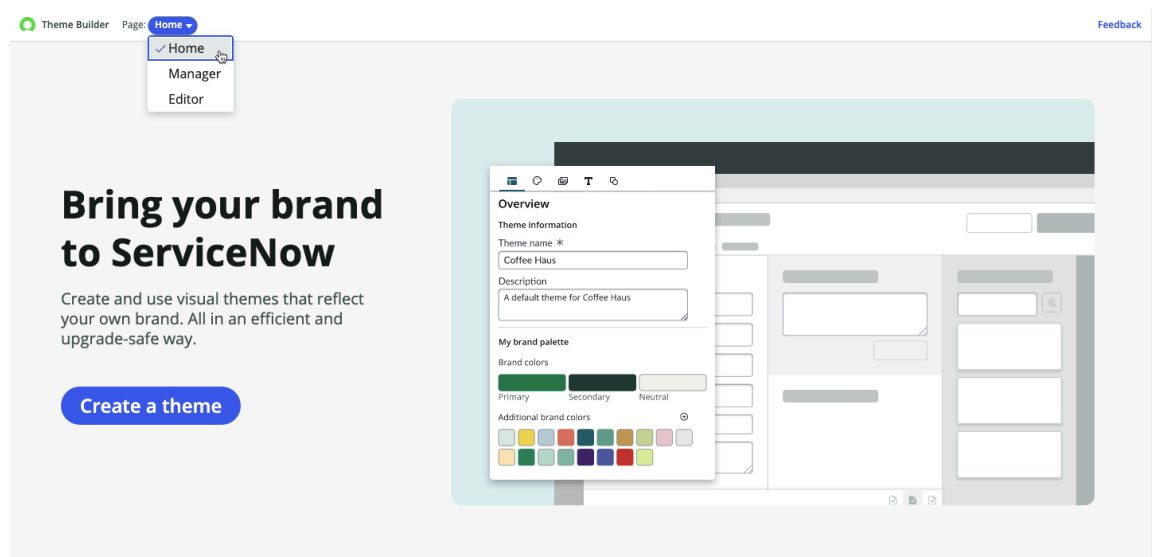 Theme Builder Page: Home Feedback
Home
Manager
Editor
Bring your brand
to ServiceNow
Create and use visual themes that reflect
your own brand. All in an efficient and
upgrade-safe way.
Create a theme
Overview
Theme information
Theme name *
Coffee Haus
Description
A default theme for Coffee Haus
My brand palette
Brand colors
Primary Secondary Neutral
Additional brand colors